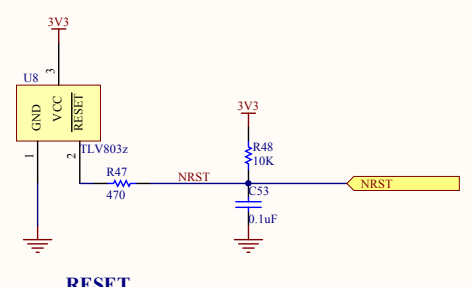 3V3
3
U8
GND
VCC
RESET
TLV803z
1
2
R47
470
NRST
3V3
R48
10K
C53
0.1uF
NRST
RESET